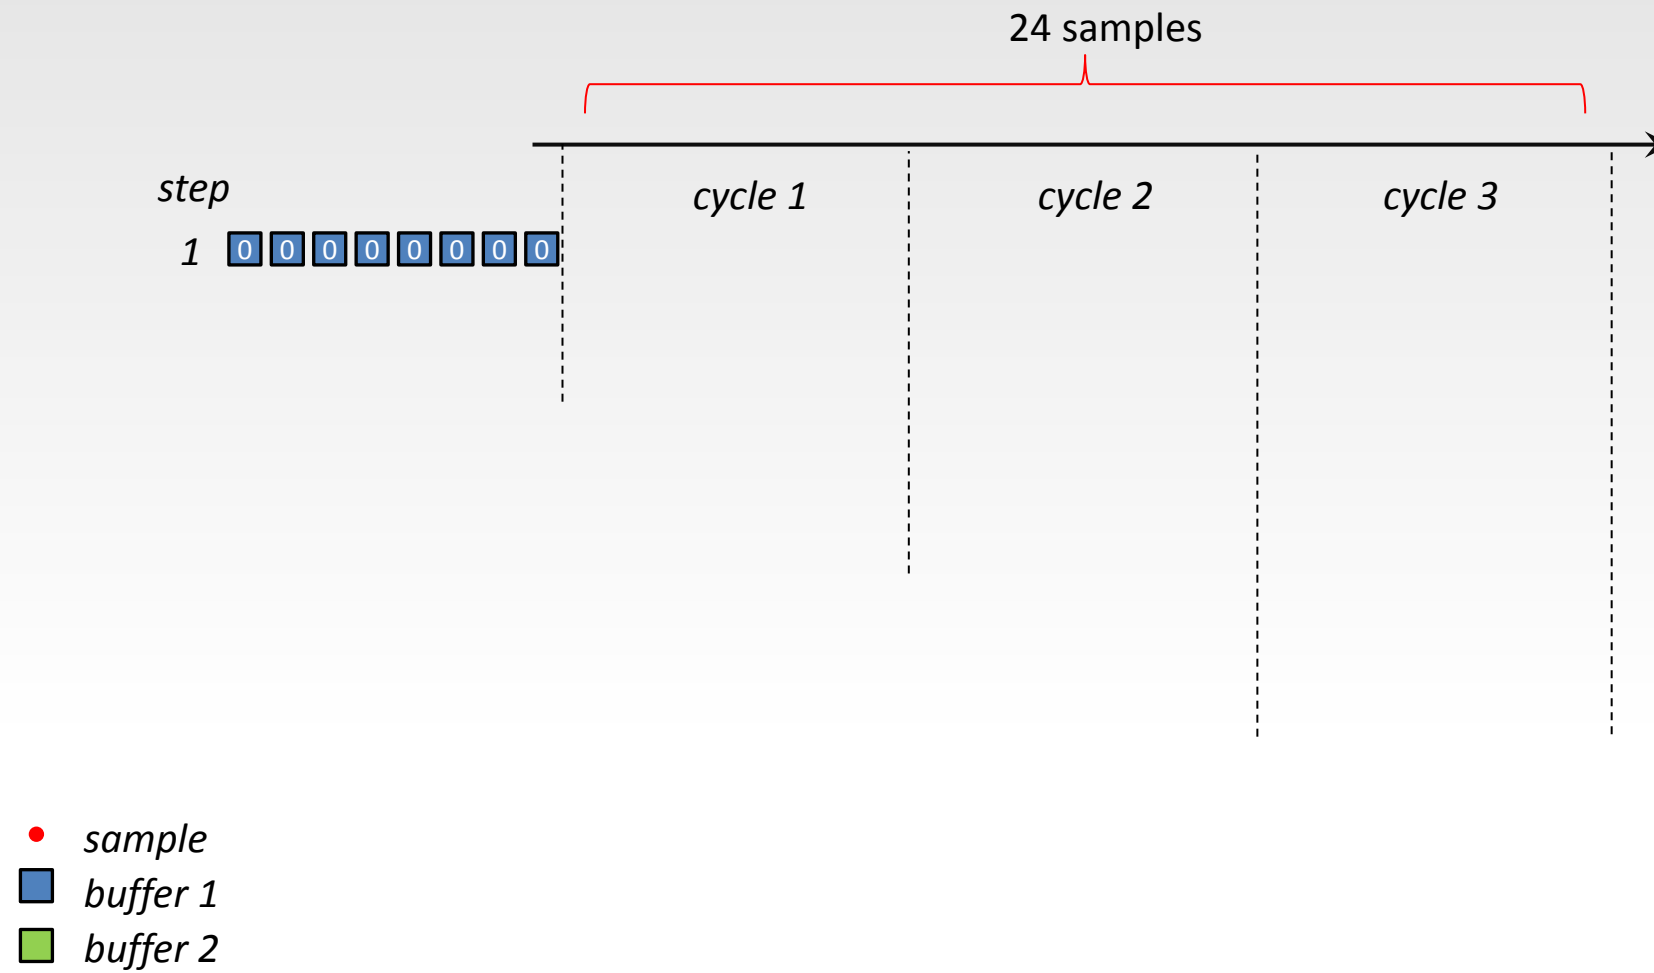 24 samples
step
cycle 1 cycle 2 cycle 3
1 0 0 0 0 0 0 0 0
sample
buffer 1
buffer 2